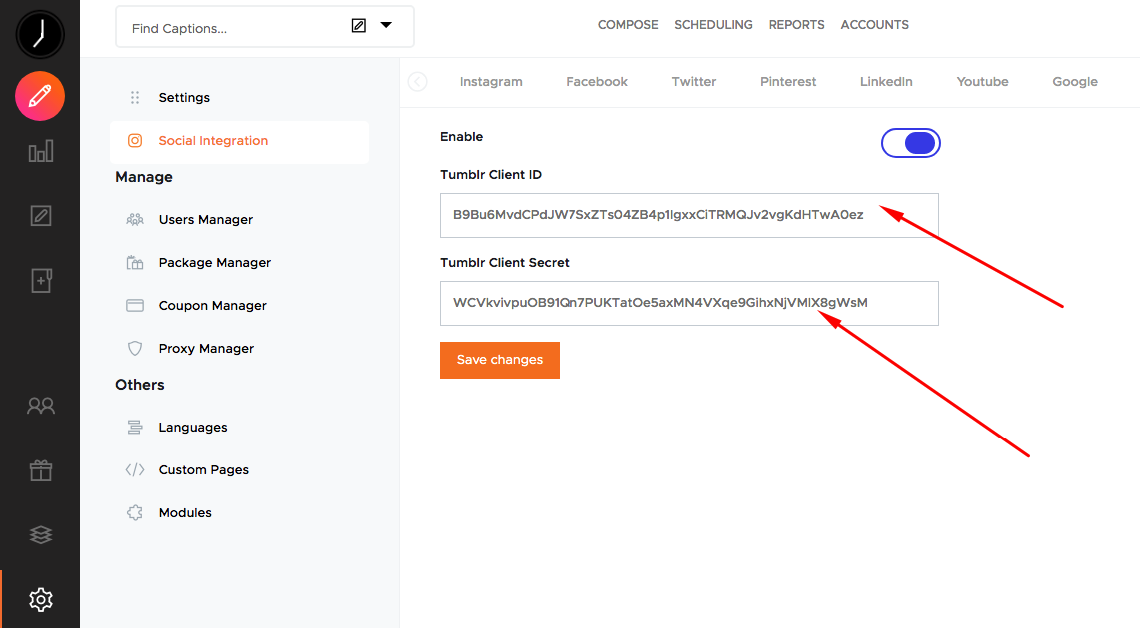 Find Captions...
COMPOSE SCHEDULING REPORTS ACCOUNTS
Instagram Facebook Twitter Pinterest LinkedIn Youtube Google
Settings
Social Integration
Manage
Users Manager
Package Manager
Coupon Manager
Proxy Manager
Others
Languages
Custom Pages
Modules
Enable
Tumblr Client ID
B9Bu6MvdCPdJW7SxZTs04ZB4p1IgxxCiTRMQJv2vgKdHTwA0ez
Tumblr Client Secret
WCVkvivpuOB91Qn7PUKTatOe5axMN4VXqe9GihxNjVMIX8gWsM
Save changes